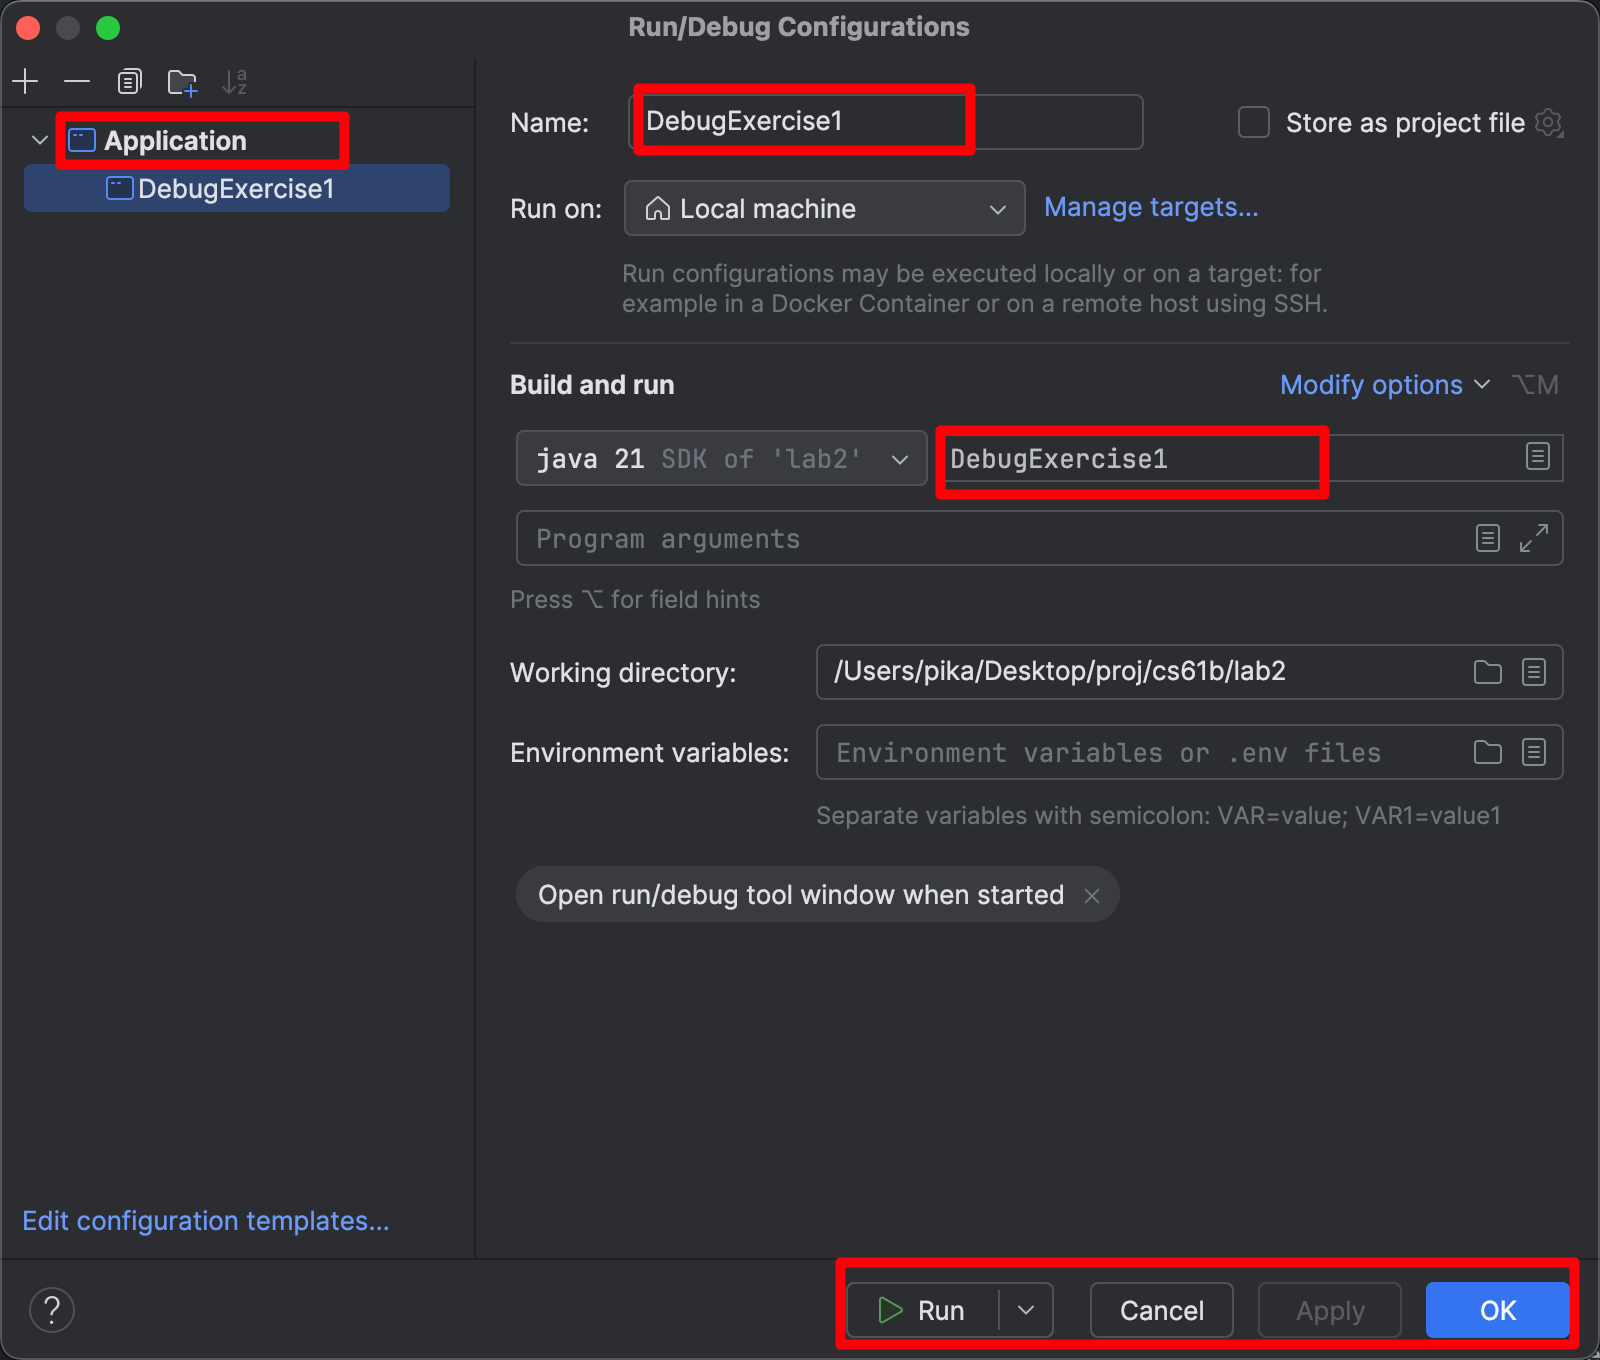 Run/Debug Configurations
Application
DebugExercise1
Name: DebugExercise1
Store as project file
Run on: Local machine Manage targets...
Run configurations may be executed locally or on a target: for
example in a Docker Container or on a remote host using SSH.
Build and run
Modify options ⌥M
java 21 SDK of 'lab2' DebugExercise1
Program arguments
Press ⌥ for field hints
Working directory: /Users/pika/Desktop/proj/cs61b/lab2
Environment variables: Environment variables or .env files
Separate variables with semicolon: VAR=value; VAR1=value1
Open run/debug tool window when started ×
Edit configuration templates...
? Run Cancel Apply OK